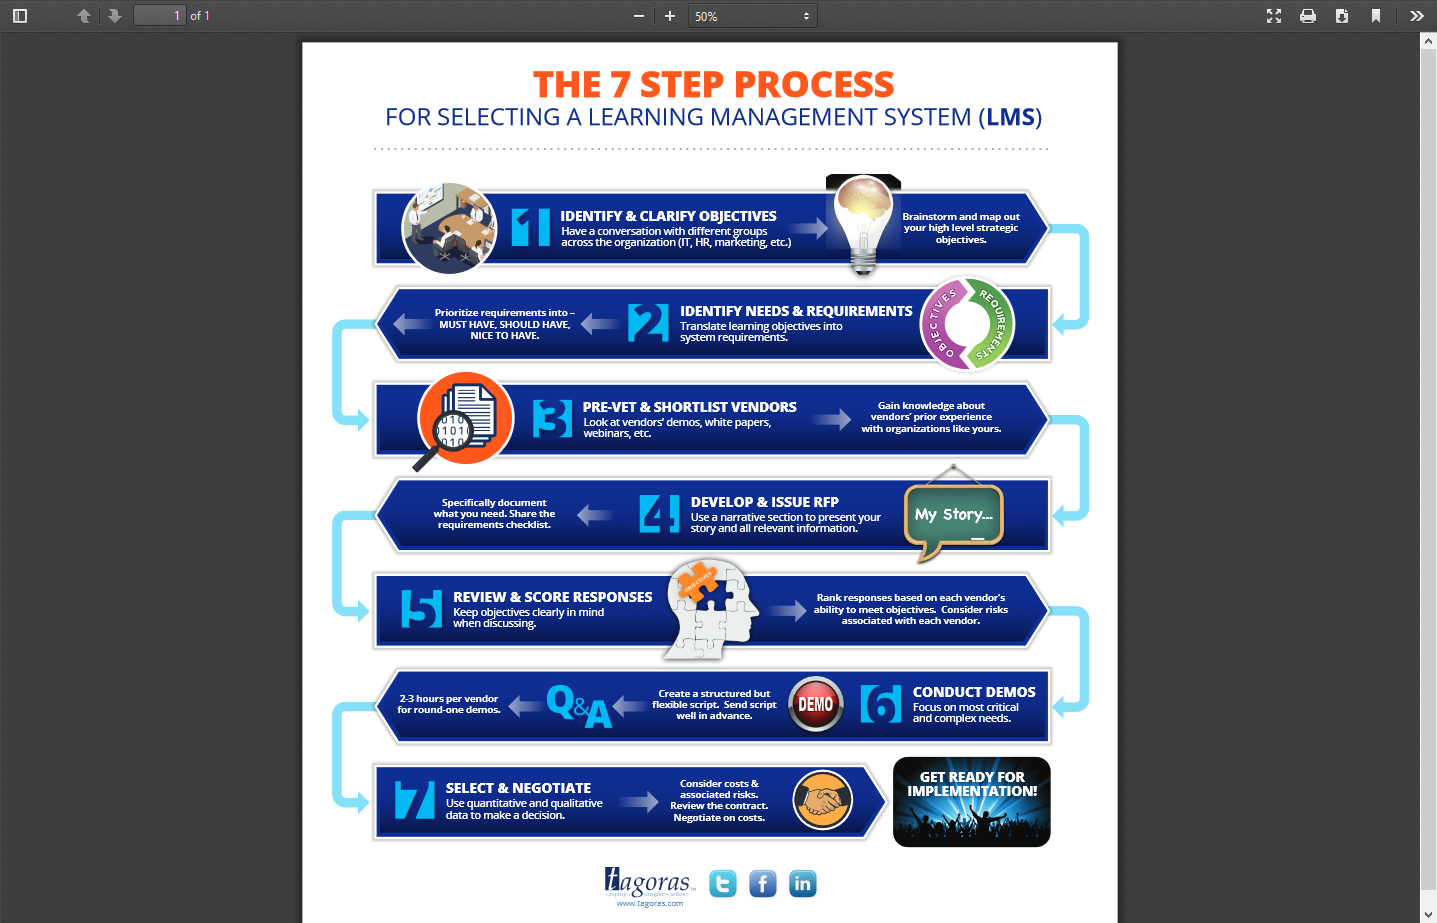 1 of 1
50%
THE 7 STEP PROCESS
FOR SELECTING A LEARNING MANAGEMENT SYSTEM (LMS)
1
IDENTIFY & CLARIFY OBJECTIVES
Have a conversation with different groups
across the organization (IT, HR, marketing, etc.)
Brainstorm and map out
your high level strategic
objectives.
OBJECTIVES
REQUIREMENTS
2
IDENTIFY NEEDS & REQUIREMENTS
Translate learning objectives into
system requirements.
Prioritize requirements into –
MUST HAVE, SHOULD HAVE,
NICE TO HAVE.
0101
01010
010
3
PRE-VET & SHORTLIST VENDORS
Look at vendors’ demos, white papers,
webinars, etc.
Gain knowledge about
vendors’ prior experience
with organizations like yours.
My Story...
4
DEVELOP & ISSUE RFP
Use a narrative section to present your
story and all relevant information.
Specifically document
what you need. Share the
requirements checklist.
5
REVIEW & SCORE RESPONSES
Keep objectives clearly in mind
when discussing.
OBJECTIVES
Rank responses based on each vendor’s
ability to meet objectives. Consider risks
associated with each vendor.
6
CONDUCT DEMOS
Focus on most critical
and complex needs.
DEMO
Create a structured but
flexible script. Send script
well in advance.
Q&A
2-3 hours per vendor
for round-one demos.
7
SELECT & NEGOTIATE
Use quantitative and qualitative
data to make a decision.
Consider costs &
associated risks.
Review the contract.
Negotiate on costs.
GET READY FOR
IMPLEMENTATION!
tagoras
www.tagoras.com